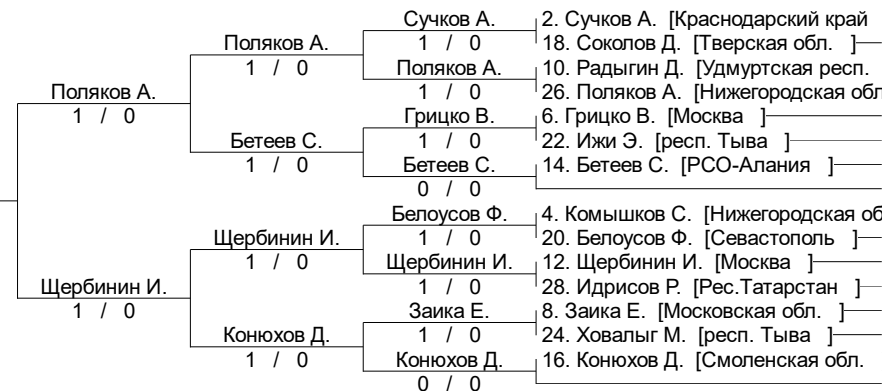 Сучков А.
2. Сучков А. [Краснодарский край
Поляков А.
1 / 0
18. Соколов Д. [Тверская обл. ]
1 / 0
Поляков А.
10. Радыгин Д. [Удмуртская респ.
Поляков А.
1 / 0
26. Поляков А. [Нижегородская обл
1 / 0
Грицко В.
6. Грицко В. [Москва ]
Бетеев С.
1 / 0
22. Ижи Э. [респ. Тыва ]
1 / 0
Бетеев С.
14. Бетеев С. [РСО-Алания ]
0 / 0
Белоусов Ф.
4. Комышков С. [Нижегородская об
Щербинин И.
1 / 0
20. Белоусов Ф. [Севастополь ]
1 / 0
Щербинин И.
12. Щербинин И. [Москва ]
Щербинин И.
1 / 0
28. Идрисов Р. [Рес.Татарстан ]
1 / 0
Заика Е.
8. Заика Е. [Московская обл. ]
Конюхов Д.
1 / 0
24. Ховалыг М. [респ. Тыва ]
1 / 0
Конюхов Д.
16. Конюхов Д. [Смоленская обл.
0 / 0